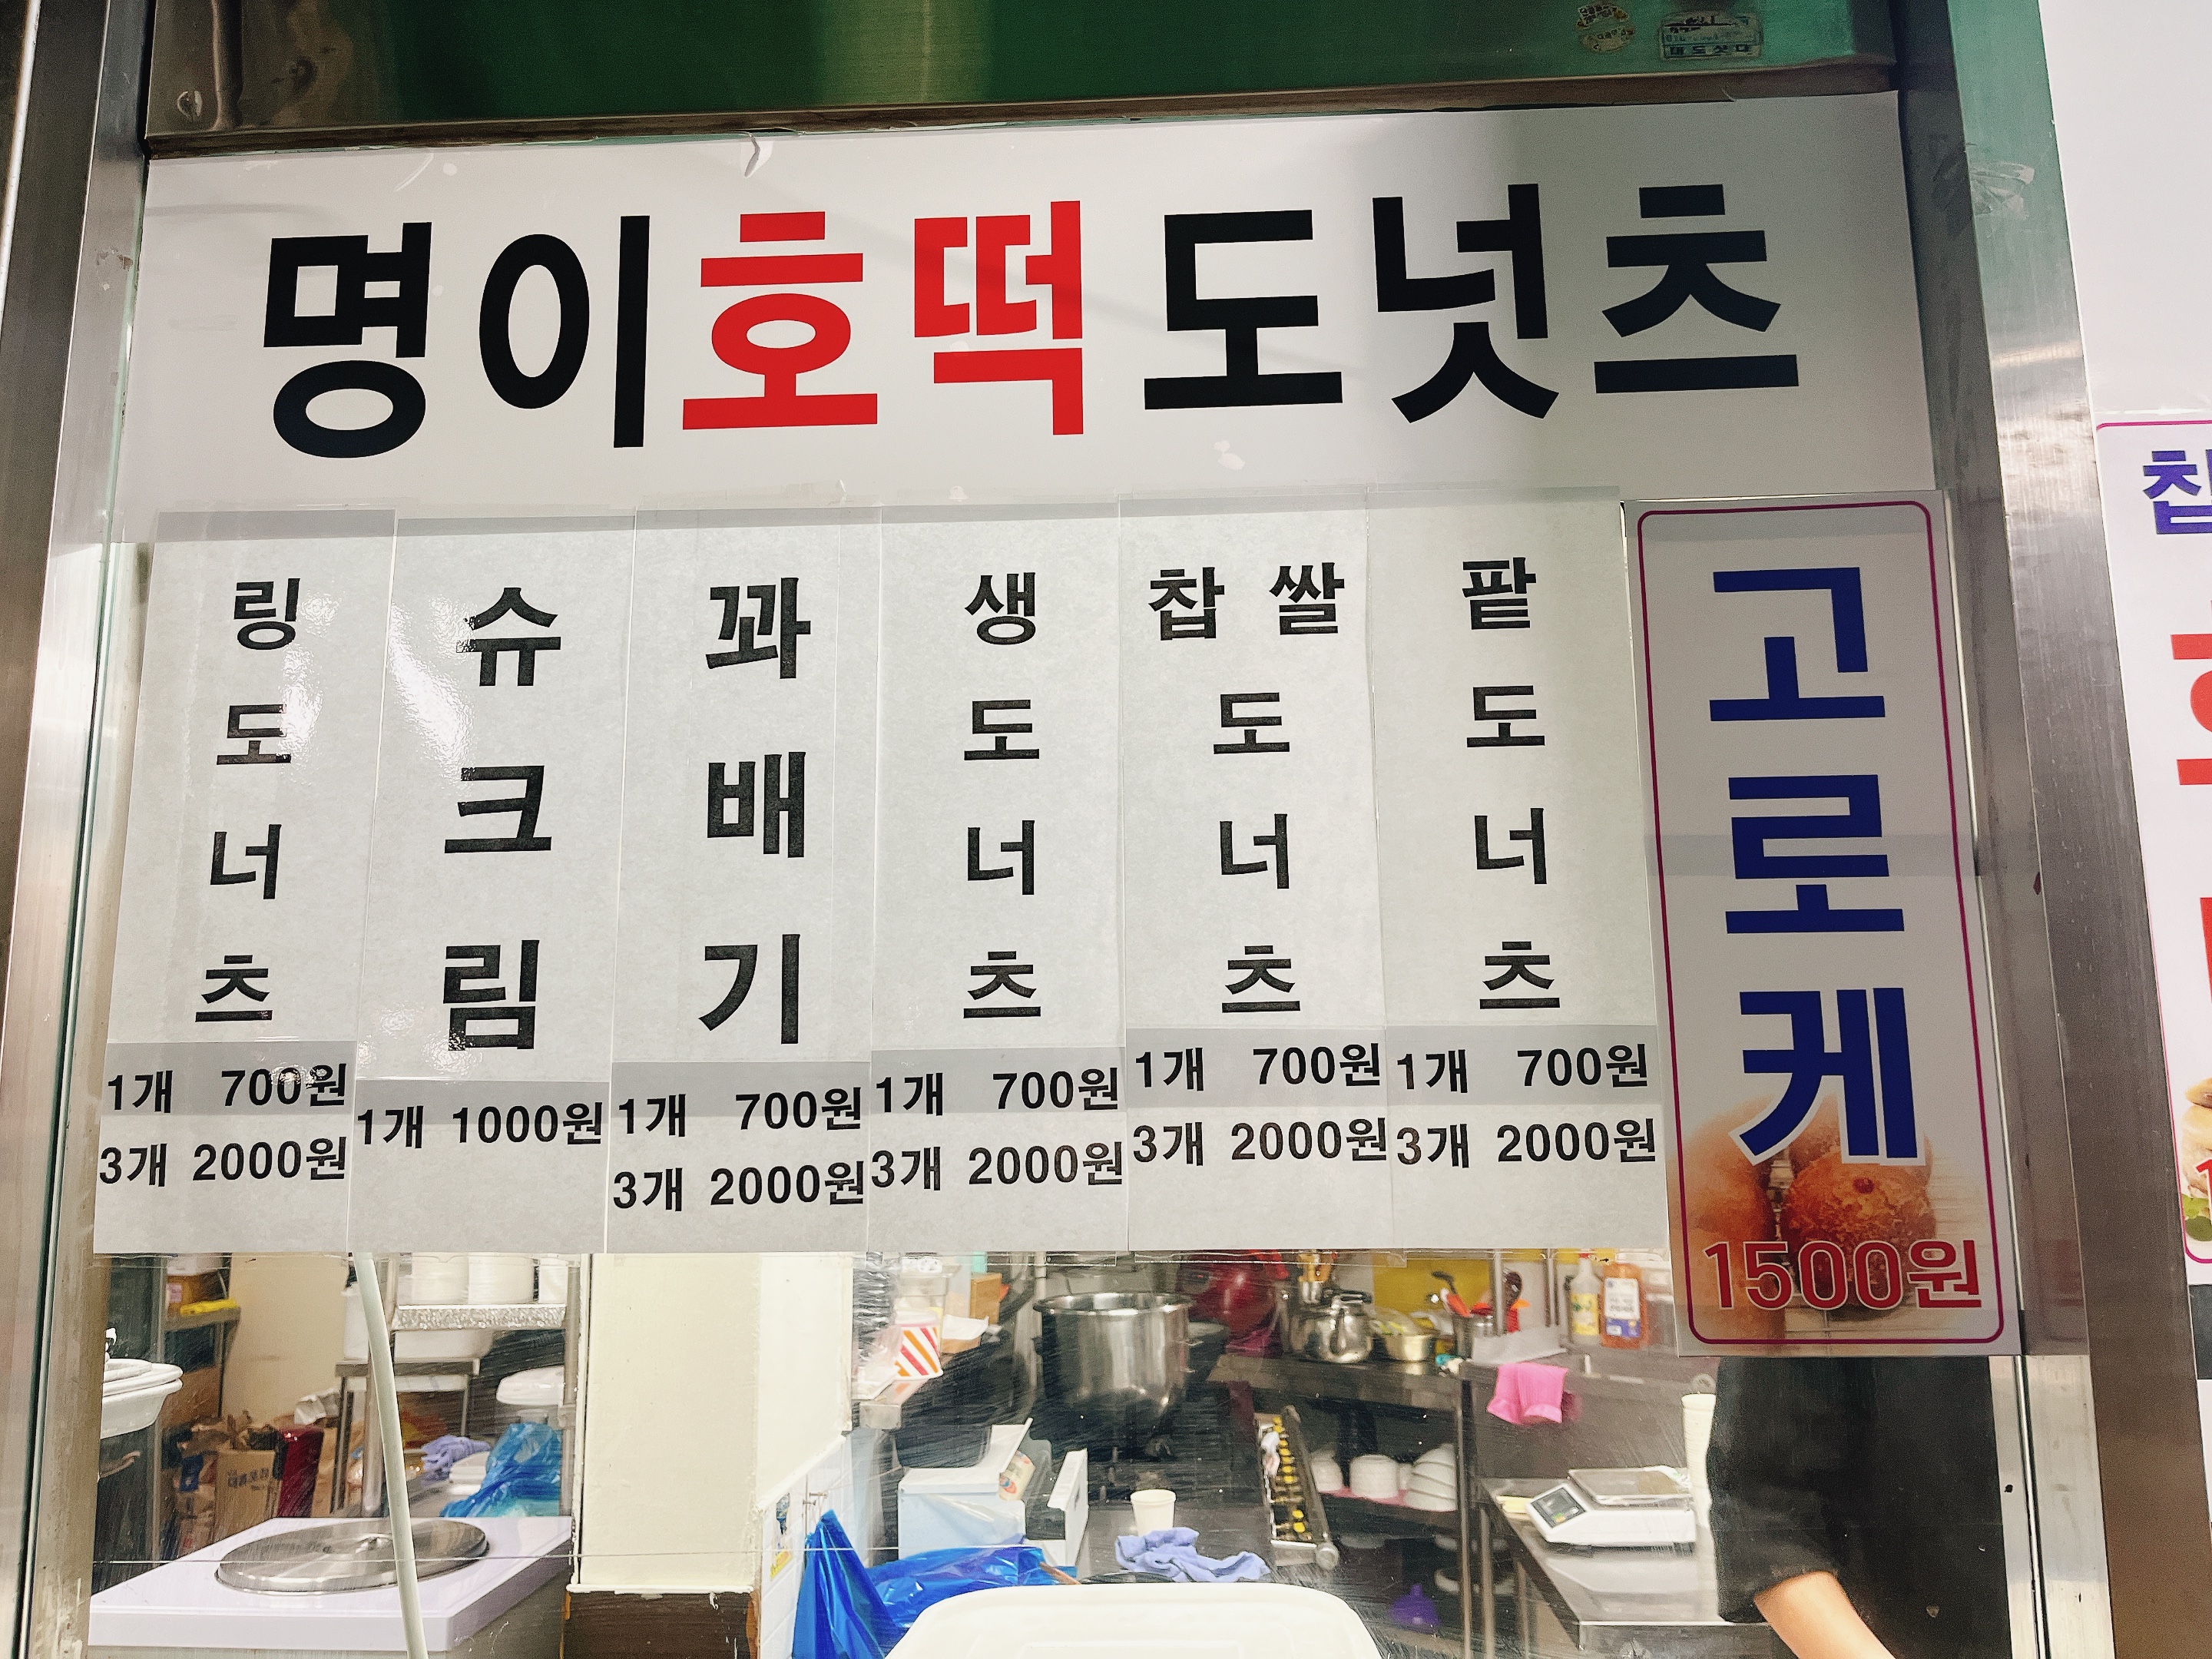 명이호떡도넛츠
링도너츠
1개 700원
3개 2000원
슈크림
1개 1000원
꽈배기
1개 700원
3개 2000원
생도너츠
1개 700원
3개 2000원
찹쌀도너츠
1개 700원
3개 2000원
팥도너츠
1개 700원
3개 2000원
고로케
1500원
찹